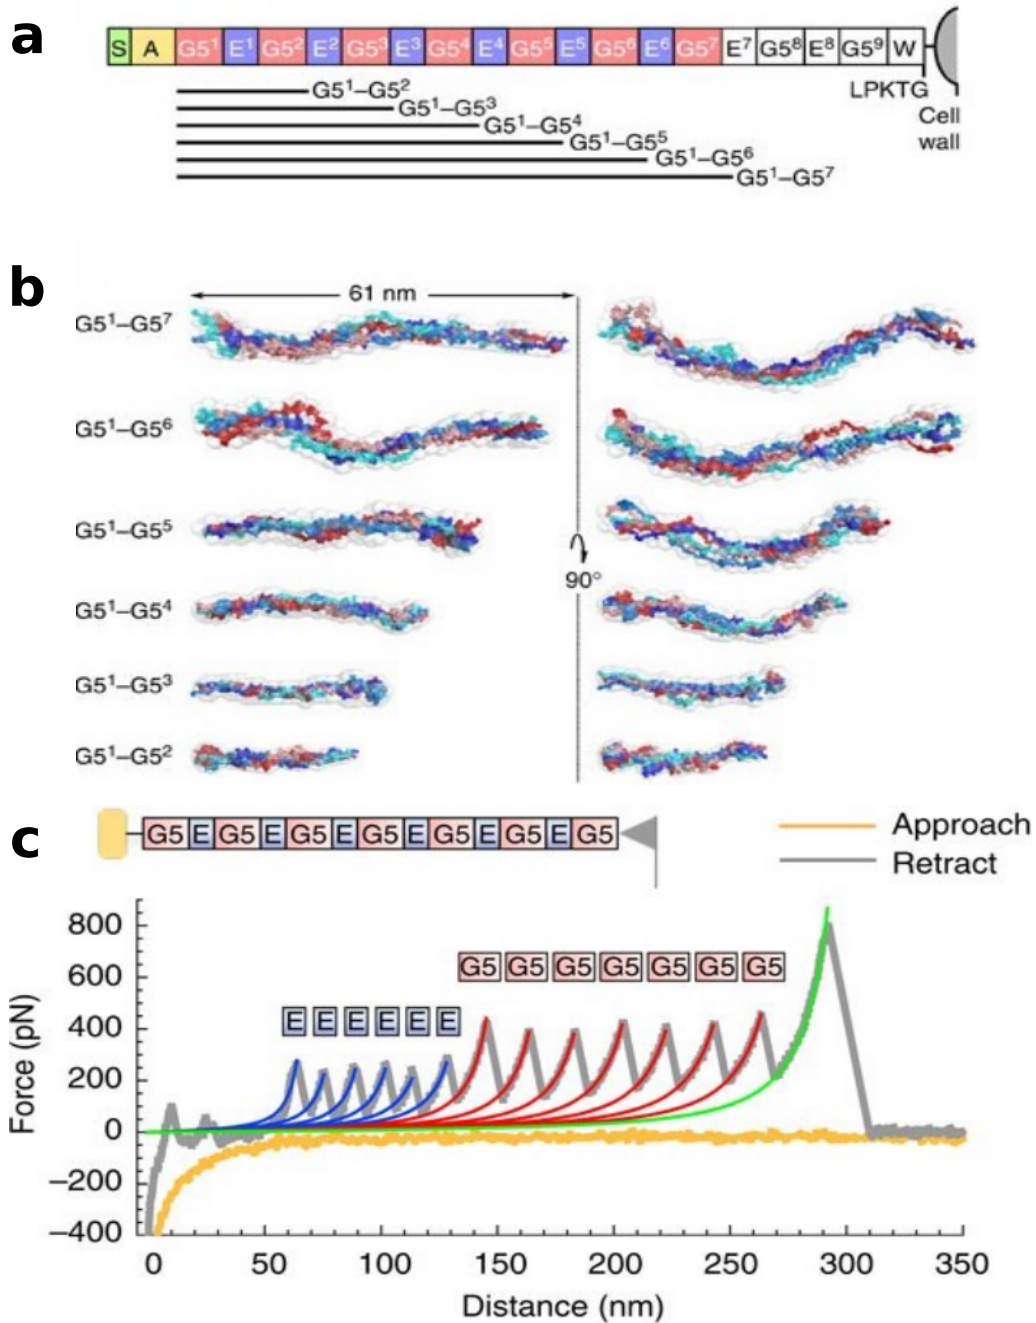 a
S A G5¹ E¹ G5² E² G5³ E³ G5⁴ E⁴ G5⁵ E⁵ G5⁶ E⁶ G5⁷ E⁷ G5⁸ E⁸ G5⁹ W
LPKTG
Cell
wall
G5¹–G5²
G5¹–G5³
G5¹–G5⁴
G5¹–G5⁵
G5¹–G5⁶
G5¹–G5⁷
b
61 nm
G5¹–G5⁷
G5¹–G5⁶
G5¹–G5⁵
90°
G5¹–G5⁴
G5¹–G5³
G5¹–G5²
c
G5 E G5 E G5 E G5 E G5 E G5 E G5
Approach
Retract
G5 G5 G5 G5 G5 G5 G5
E E E E E E
Force (pN)
800
600
400
200
0
−200
−400
0 50 100 150 200 250 300 350
Distance (nm)